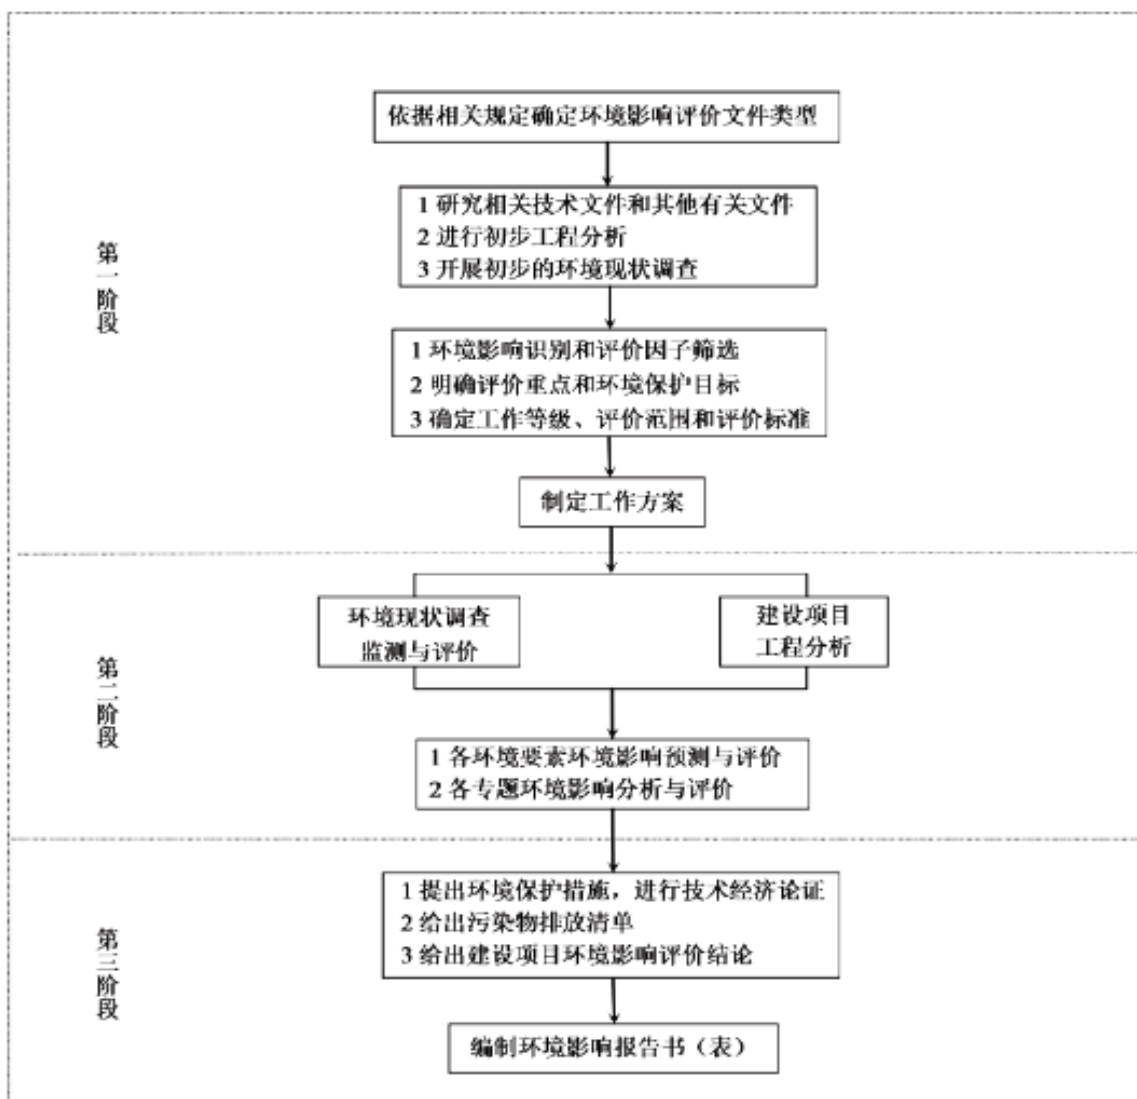 依据相关规定确定环境影响评价文件类型
1 研究相关技术文件和其他有关文件
2 进行初步工程分析
3 开展初步的环境现状调查
第一阶段
1 环境影响识别和评价因子筛选
2 明确评价重点和环境保护目标
3 确定工作等级、评价范围和评价标准
制定工作方案
环境现状调查
监测与评价
建设项目
工程分析
第二阶段
1 各环境要素环境影响预测与评价
2 各专题环境影响分析与评价
1 提出环境保护措施，进行技术经济论证
2 给出污染物排放清单
3 给出建设项目环境影响评价结论
第三阶段
编制环境影响报告书（表）